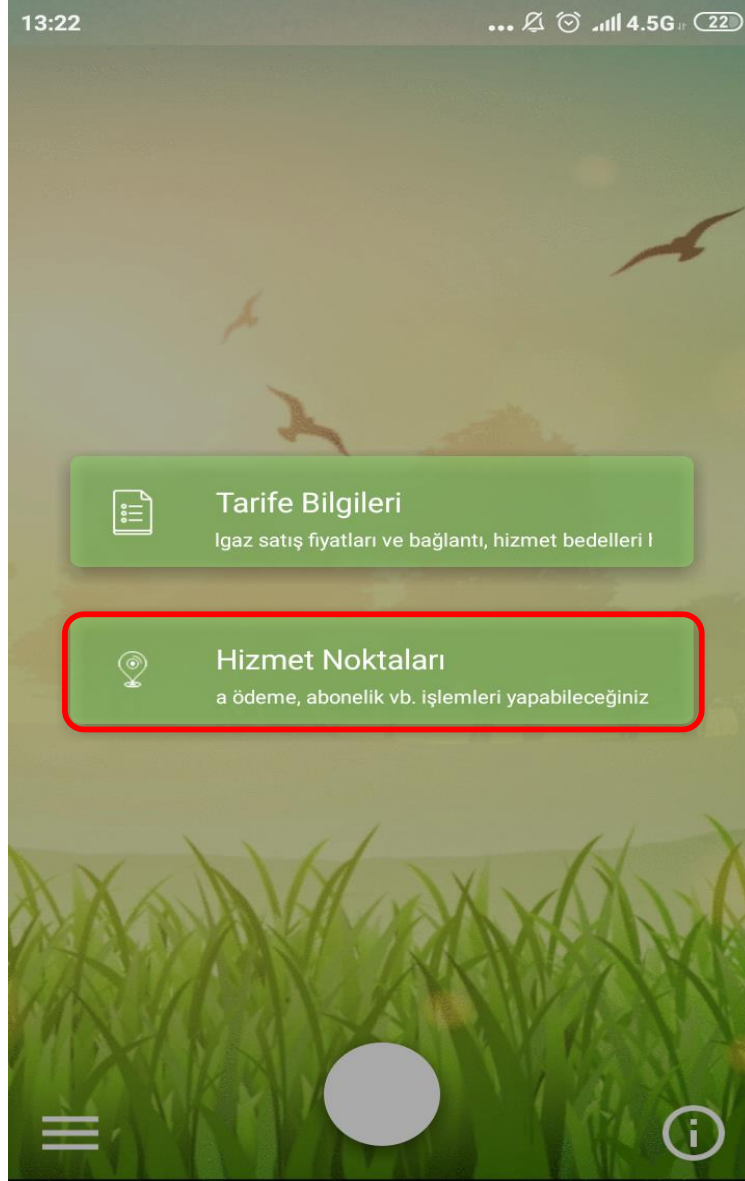 13:22 ... 4.5G 22
Tarife Bilgileri
lgaz satış fiyatları ve bağlantı, hizmet bedelleri h
Hizmet Noktaları
a ödeme, abonelik vb. işlemleri yapabileceğiniz